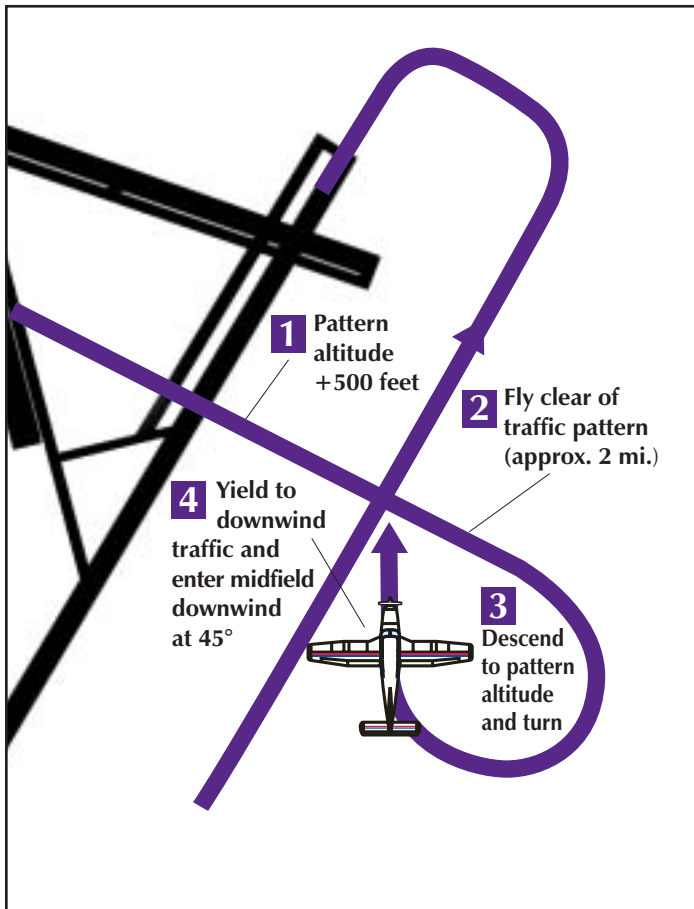 1 Pattern
altitude
+500 feet
2 Fly clear of
traffic pattern
(approx. 2 mi.)
4 Yield to
downwind
traffic and
enter midfield
downwind
at 45°
3
Descend
to pattern
altitude
and turn